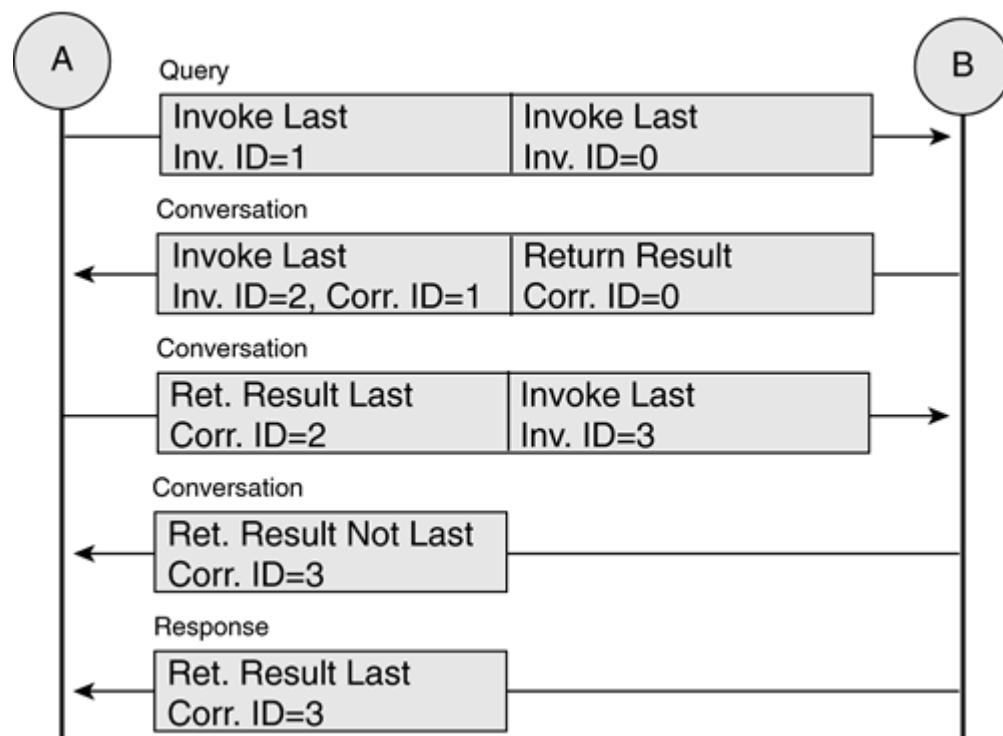 A
B
Query
Invoke Last
Inv. ID=1
Invoke Last
Inv. ID=0
Conversation
Invoke Last
Inv. ID=2, Corr. ID=1
Return Result
Corr. ID=0
Conversation
Ret. Result Last
Corr. ID=2
Invoke Last
Inv. ID=3
Conversation
Ret. Result Not Last
Corr. ID=3
Response
Ret. Result Last
Corr. ID=3